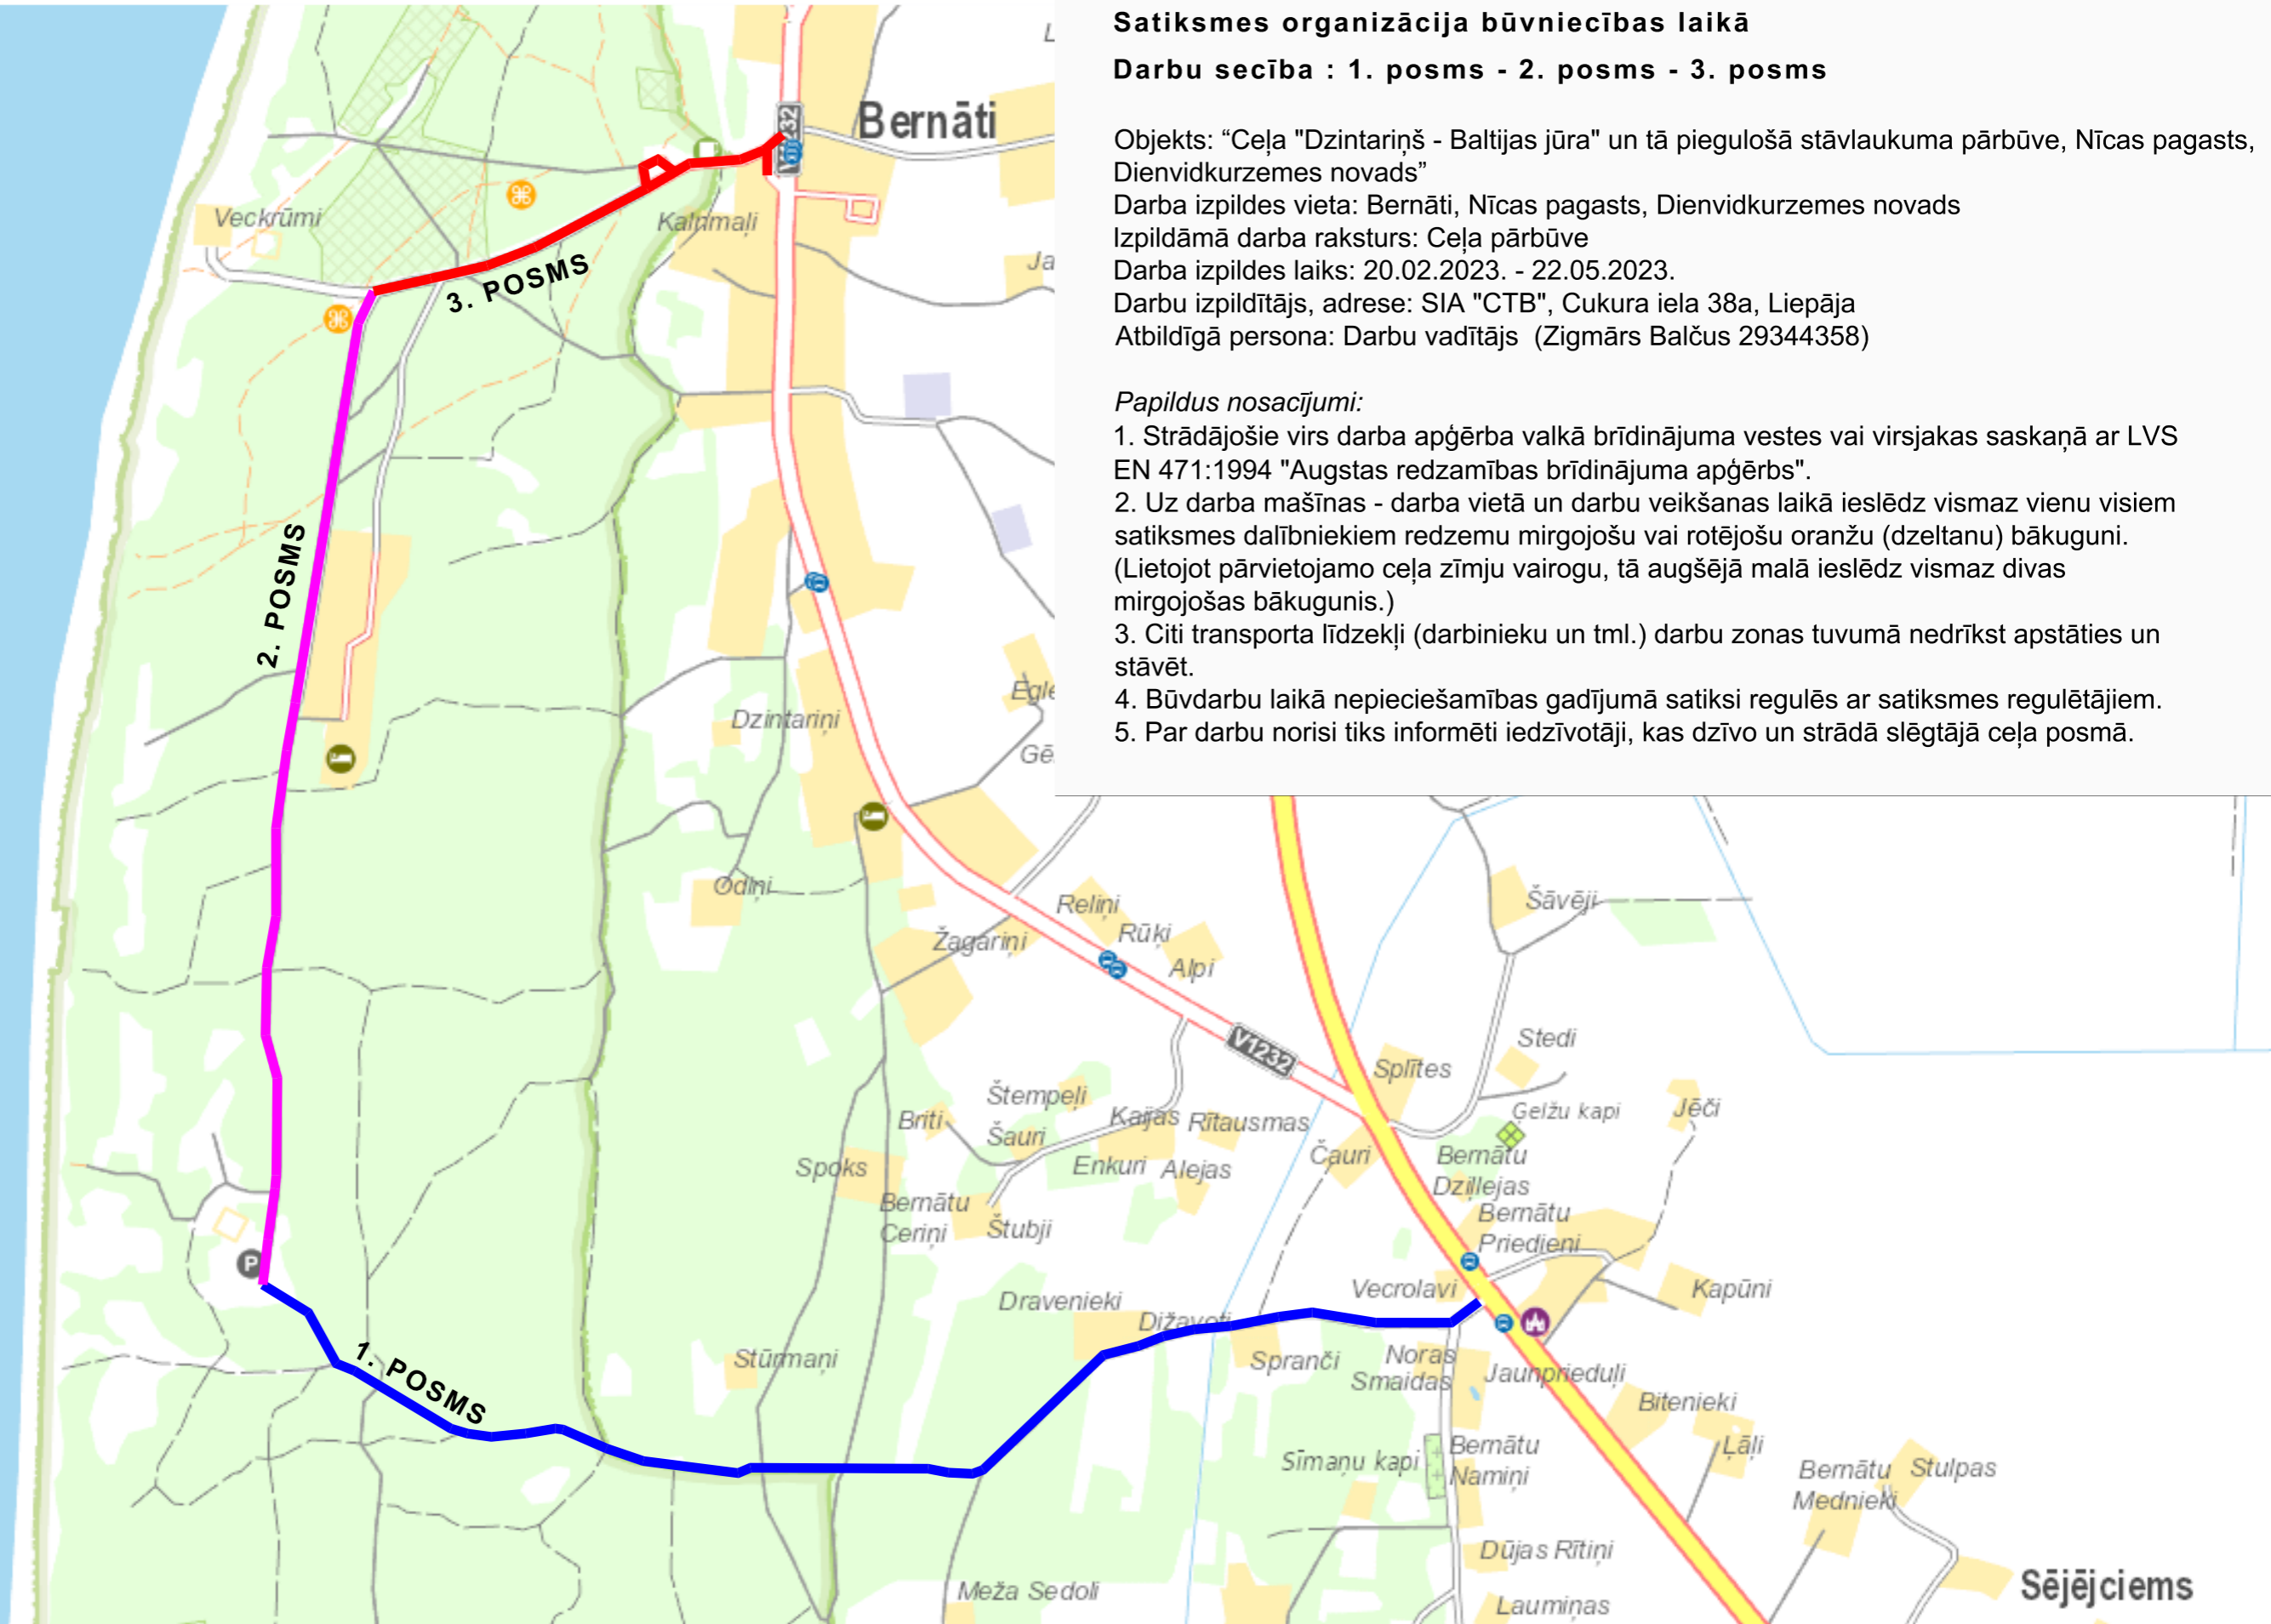 Satiksmes organizācija būvniecības laikā
Darbu secība : 1. posms - 2. posms - 3. posms
Objekts: “Ceļa "Dzintariņš - Baltijas jūra" un tā piegulošā stāvlaukuma pārbūve, Nīcas pagasts,
Dienvidkurzemes novads”
Darba izpildes vieta: Bernāti, Nīcas pagasts, Dienvidkurzemes novads
Izpildāmā darba raksturs: Ceļa pārbūve
Darba izpildes laiks: 20.02.2023. - 22.05.2023.
Darbu izpildītājs, adrese: SIA "CTB", Cukura iela 38a, Liepāja
Atbildīgā persona: Darbu vadītājs (Zigmārs Balčus 29344358)
Papildus nosacījumi:
1. Strādājošie virs darba apģērba valkā brīdinājuma vestes vai virsjakas saskaņā ar LVS
EN 471:1994 "Augstas redzamības brīdinājuma apģērbs".
2. Uz darba mašīnas - darba vietā un darbu veikšanas laikā ieslēdz vismaz vienu visiem
satiksmes dalībniekiem redzemu mirgojošu vai rotējošu oranžu (dzeltanu) bākuguni.
(Lietojot pārvietojamo ceļa zīmju vairogu, tā augšējā malā ieslēdz vismaz divas
mirgojošas bākugunis.)
3. Citi transporta līdzekļi (darbinieku un tml.) darbu zonas tuvumā nedrīkst apstāties un
stāvēt.
4. Būvdarbu laikā nepieciešamības gadījumā satiksi regulēs ar satiksmes regulētājiem.
5. Par darbu norisi tiks informēti iedzīvotāji, kas dzīvo un strādā slēgtājā ceļa posmā.
Bernāti
Veckrūmi
Kalnmaļi
3. POSMS
2. POSMS
Dzintariņi
Odiņi
Reliņi
Rūķi
Žagariņi
Alpi
Šāvēji
V1232
Stedi
Splītes
Štempeļi
Briti
Šauri
Kaijas
Rītausmas
Ģelžu kapi
Jēči
Spoks
Enkuri
Alejas
Čauri
Bernātu
Dziļlejas
Bernātu
Ceriņi
Štubji
Bernātu
Priedieni
P
Vecrolavi
Kapūni
Dravenieki
Dižaveti
1. POSMS
Stūrmaņi
Spranči
Noras
Smaidas
Jaunprieduļi
Bitenieki
Sīmaņu kapi
Bernātu
Namiņi
Ļāļi
Bernātu
Mednieki
Stulpas
Dūjas
Rītiņi
Meža Sedoli
Laumiņas
Sējējciems